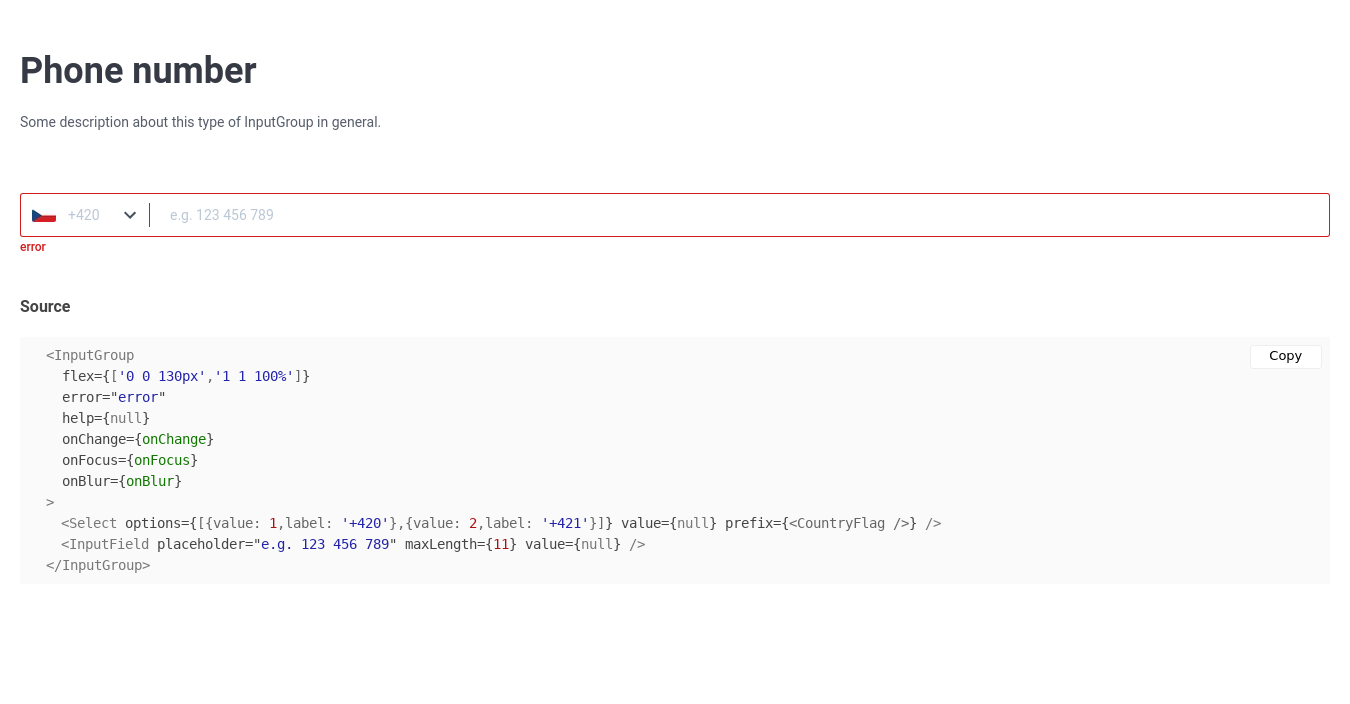 Phone number
Some description about this type of InputGroup in general.
+420 e.g. 123 456 789
error
Source
Copy
<InputGroup
flex={['0 0 130px','1 1 100%']}
error="error"
help={null}
onChange={onChange}
onFocus={onFocus}
onBlur={onBlur}
>
<Select options={[{value: 1,label: '+420'},{value: 2,label: '+421'}]} value={null} prefix={<CountryFlag />} />
<InputField placeholder="e.g. 123 456 789" maxLength={11} value={null} />
</InputGroup>